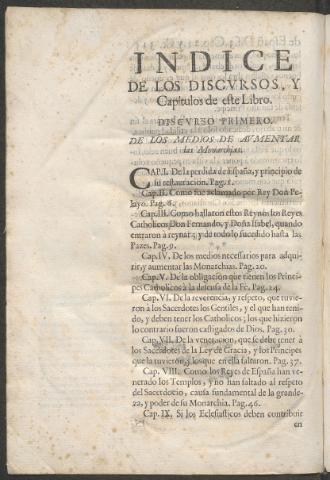 INDICE
DE LOS DISCVRSOS, Y
Capitulos de este Libro.
DISCVRSO PRIMERO.
DE LOS MEDIOS DE AVMENTAR
las Monarchias.
CAP. I. De la perdida de España, y principio de
su restauracion. Pag. 1.
Cap. II. Como fue aclamado por Rey Don Pe-
layo. Pag. 6.
Cap. III. Como hallaron estos Reynos los Reyes
Catholicos Don Fernando, y Doña Isabel, quando
entraron à reynar; y de todo lo sucedido hasta las
Pazes. Pag. 9.
Cap. IV. De los medios necessarios para adqui-
rir, y aumentar las Monarchias. Pag. 20.
Cap. V. De la obligacion que tienen los Princi-
pes Catholicos à la defensa de la Fè. Pag. 24.
Cap. VI. De la reverencia, y respeto, que tuvie-
ron à los Sacerdotes los Gentiles, y el que han teni-
do, y deben tener los Catholicos; los que hizieron
lo contrario fueron castigados de Dios. Pag. 30.
Cap. VII. De la veneracion, que se debe tener à
los Sacerdotes de la Ley de Gracia, y los Principes
que la tuvieron, y los que en ella faltaron. Pag. 37.
Cap. VIII. Como los Reyes de España han ve-
nerado los Templos, y no han faltado al respeto
del Sacerdocio, causa fundamental de la grande-
za, y poder de su Monarchia. Pag. 46.
Cap. IX. Si los Eclesiasticos deben contribuir
en